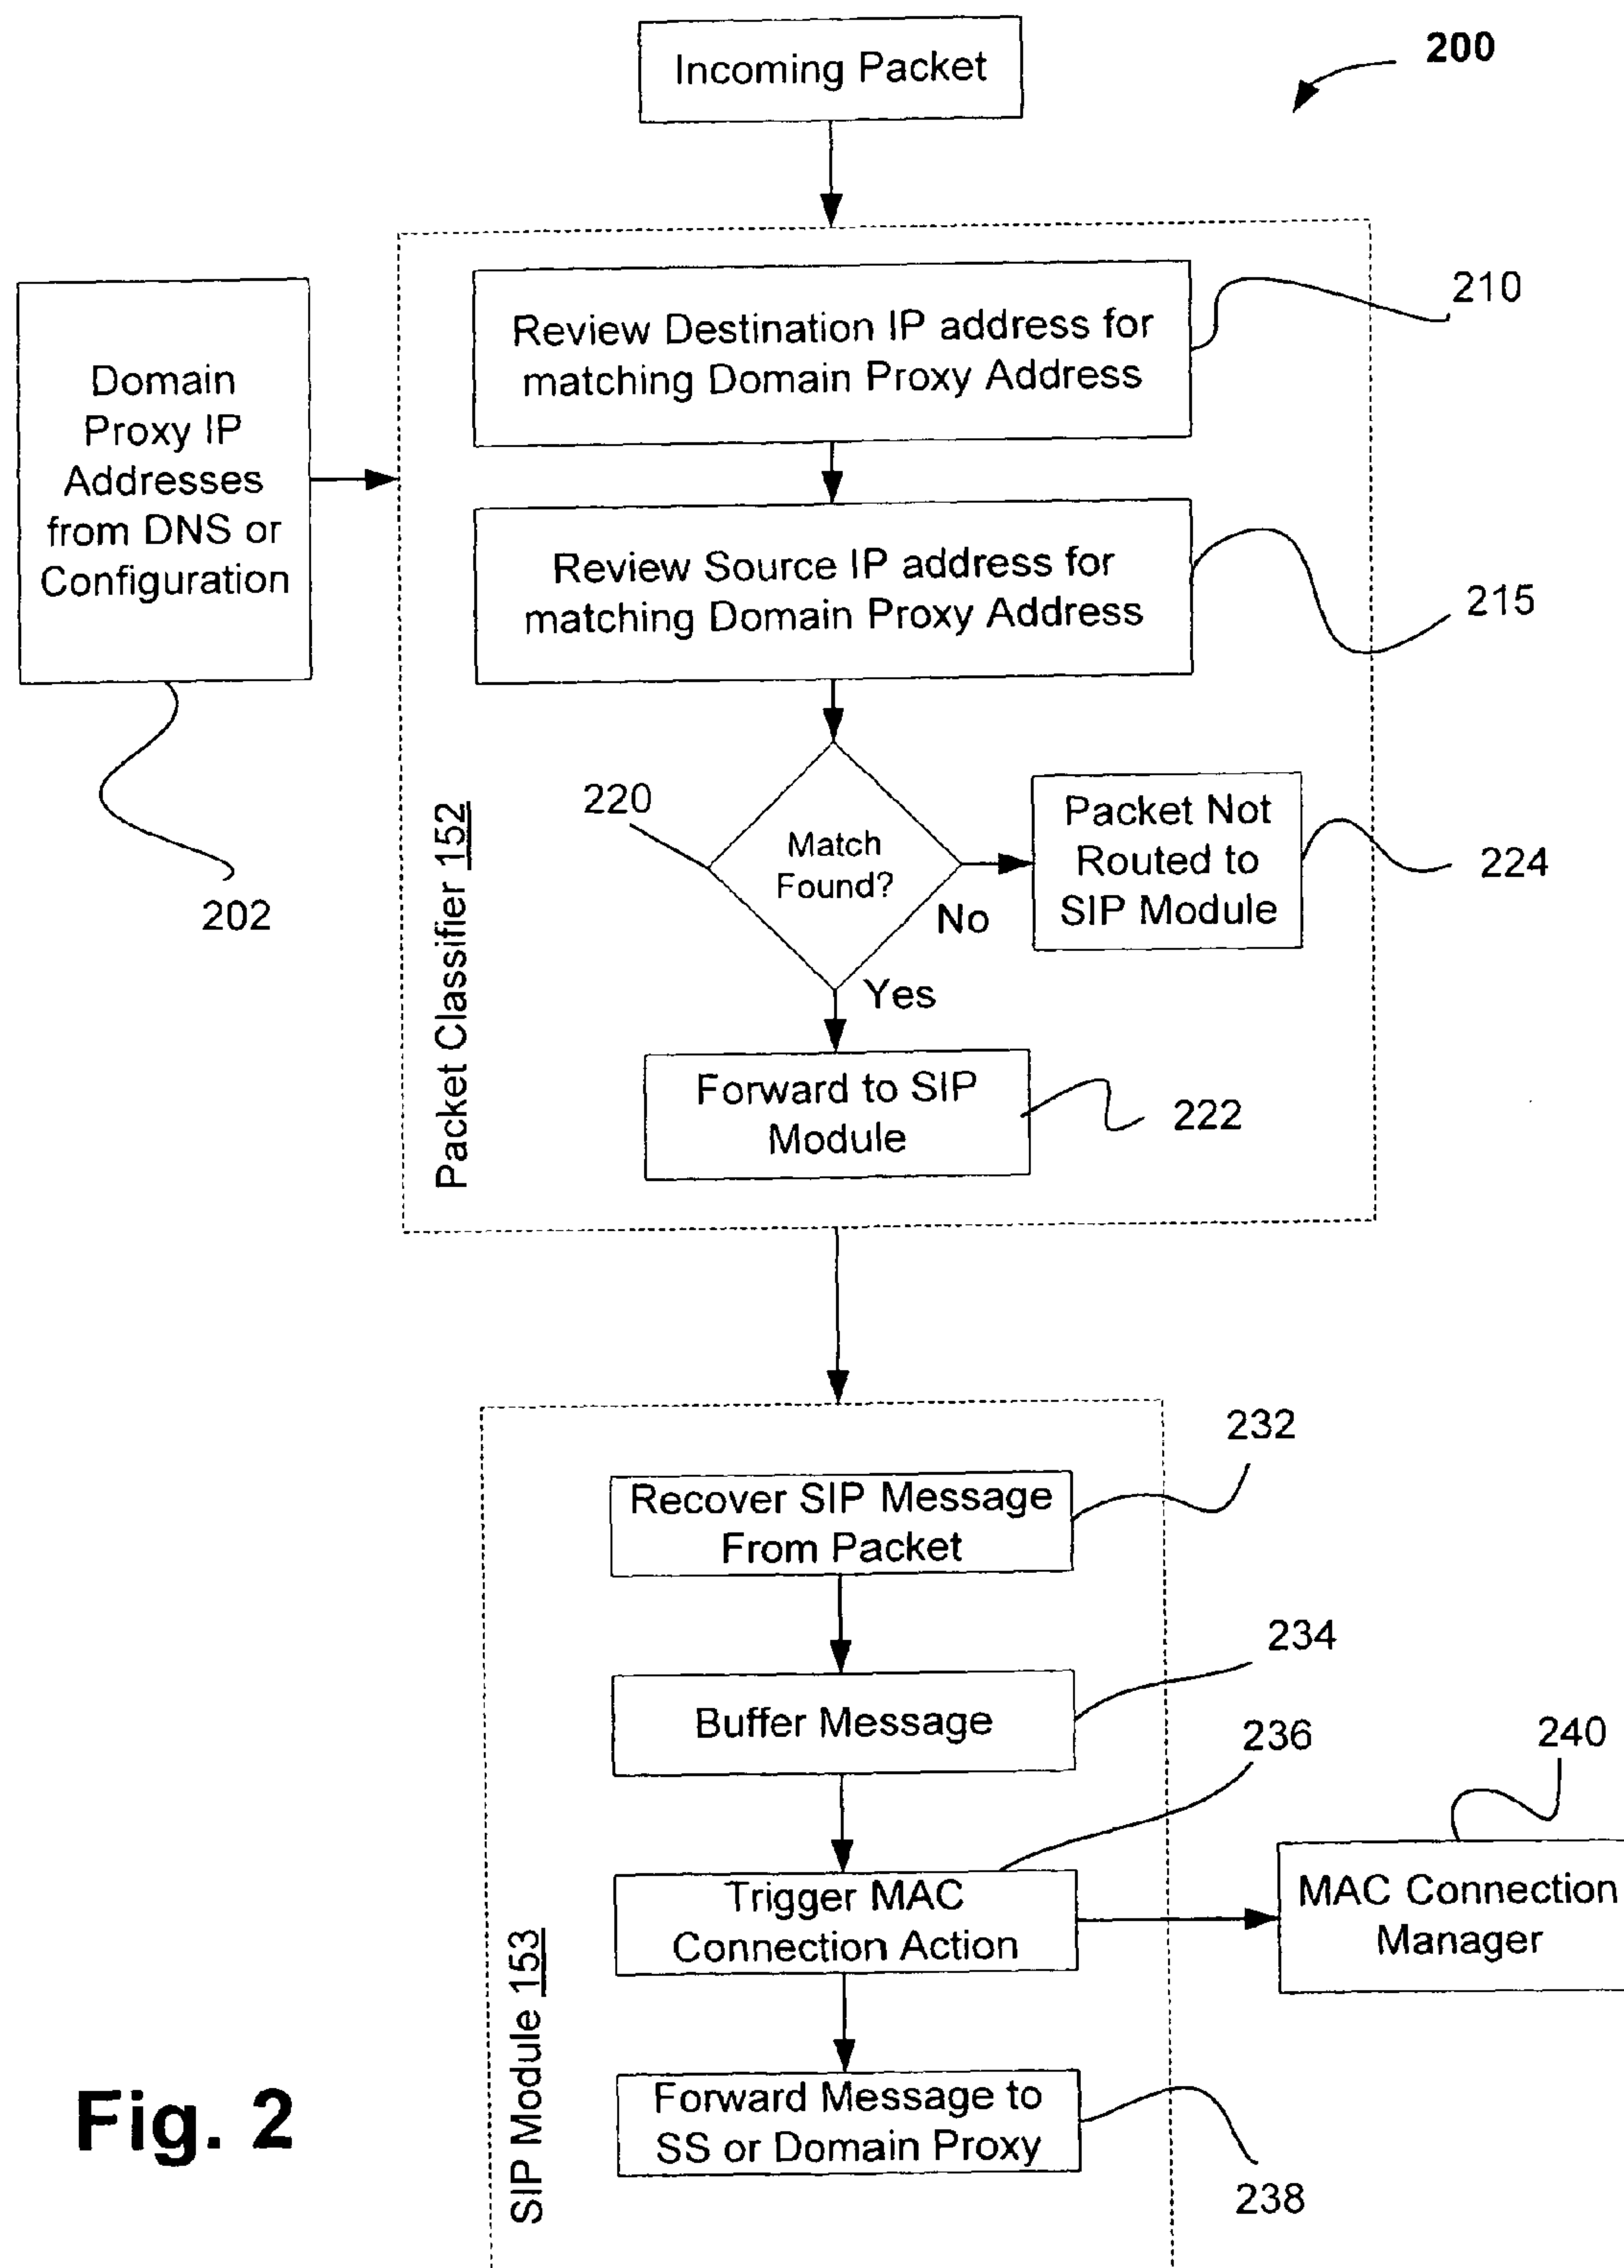 Incoming Packet
200
Domain
Proxy IP
Addresses
from DNS or
Configuration
202
Review Destination IP address for
matching Domain Proxy Address
210
Review Source IP address for
matching Domain Proxy Address
215
220
Match
Found?
No
Yes
Packet Not
Routed to
SIP Module
224
Forward to SIP
Module
222
Packet Classifier 152
Recover SIP Message
From Packet
232
Buffer Message
234
Trigger MAC
Connection Action
236
MAC Connection
Manager
240
Forward Message to
SS or Domain Proxy
238
SIP Module 153
Fig. 2